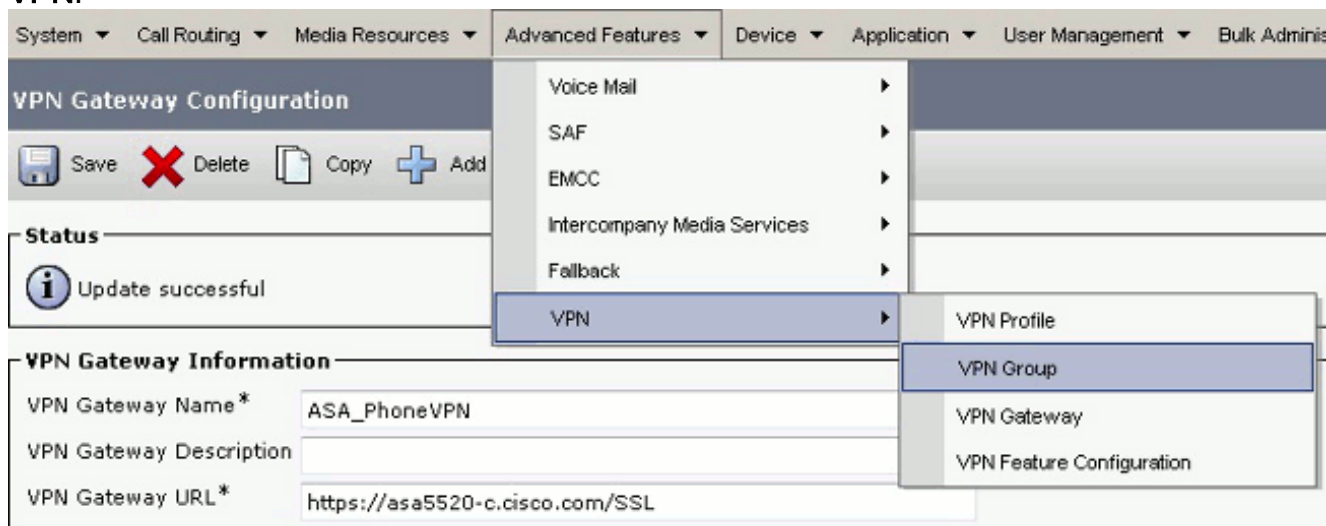 VPN.
System Call Routing Media Resources Advanced Features Device Application User Management Bulk Adminis
VPN Gateway Configuration
Voice Mail
SAF
Save Delete Copy Add
EMCC
Intercompany Media Services
Status
Fallback
Update successful
VPN
VPN Profile
VPN Group
VPN Gateway
VPN Feature Configuration
VPN Gateway Information
VPN Gateway Name* ASA_PhoneVPN
VPN Gateway Description
VPN Gateway URL* https://asa5520-c.cisco.com/SSL